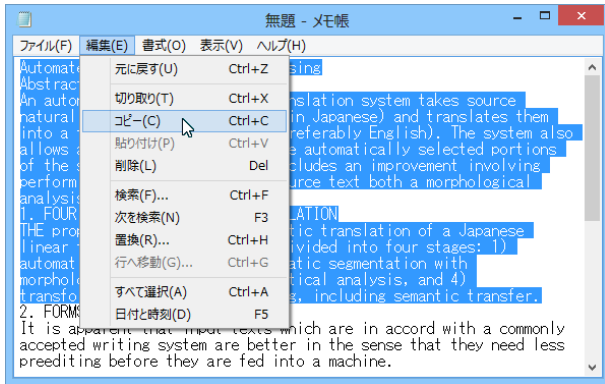 無題 - メモ帳
ファイル(F) 編集(E) 書式(O) 表示(V) ヘルプ(H)
元に戻す(U) Ctrl+Z
切り取り(T) Ctrl+X
コピー(C) Ctrl+C
貼り付け(P) Ctrl+V
削除(L) Del
検索(F)... Ctrl+F
次を検索(N) F3
置換(R)... Ctrl+H
行へ移動(G)... Ctrl+G
すべて選択(A) Ctrl+A
日付と時刻(D) F5
Abstrac
An auto nslation system takes source
natural in Japanese) and translates them
into a referably English). The system also
allows automatically selected portions
of the s cludes an improvement involving
perform urce text both a morphological
analysis
1. FOUR LATION
THE prop tic translation of a Japanese
linear ivided into four stages: 1)
automat atic segmentation with
morpholo tical analysis, and 4)
transfo , including semantic transfer.
2. FORMS
It is apparent that input texts which are in accord with a commonly
accepted writing system are better in the sense that they need less
preediting before they are fed into a machine.